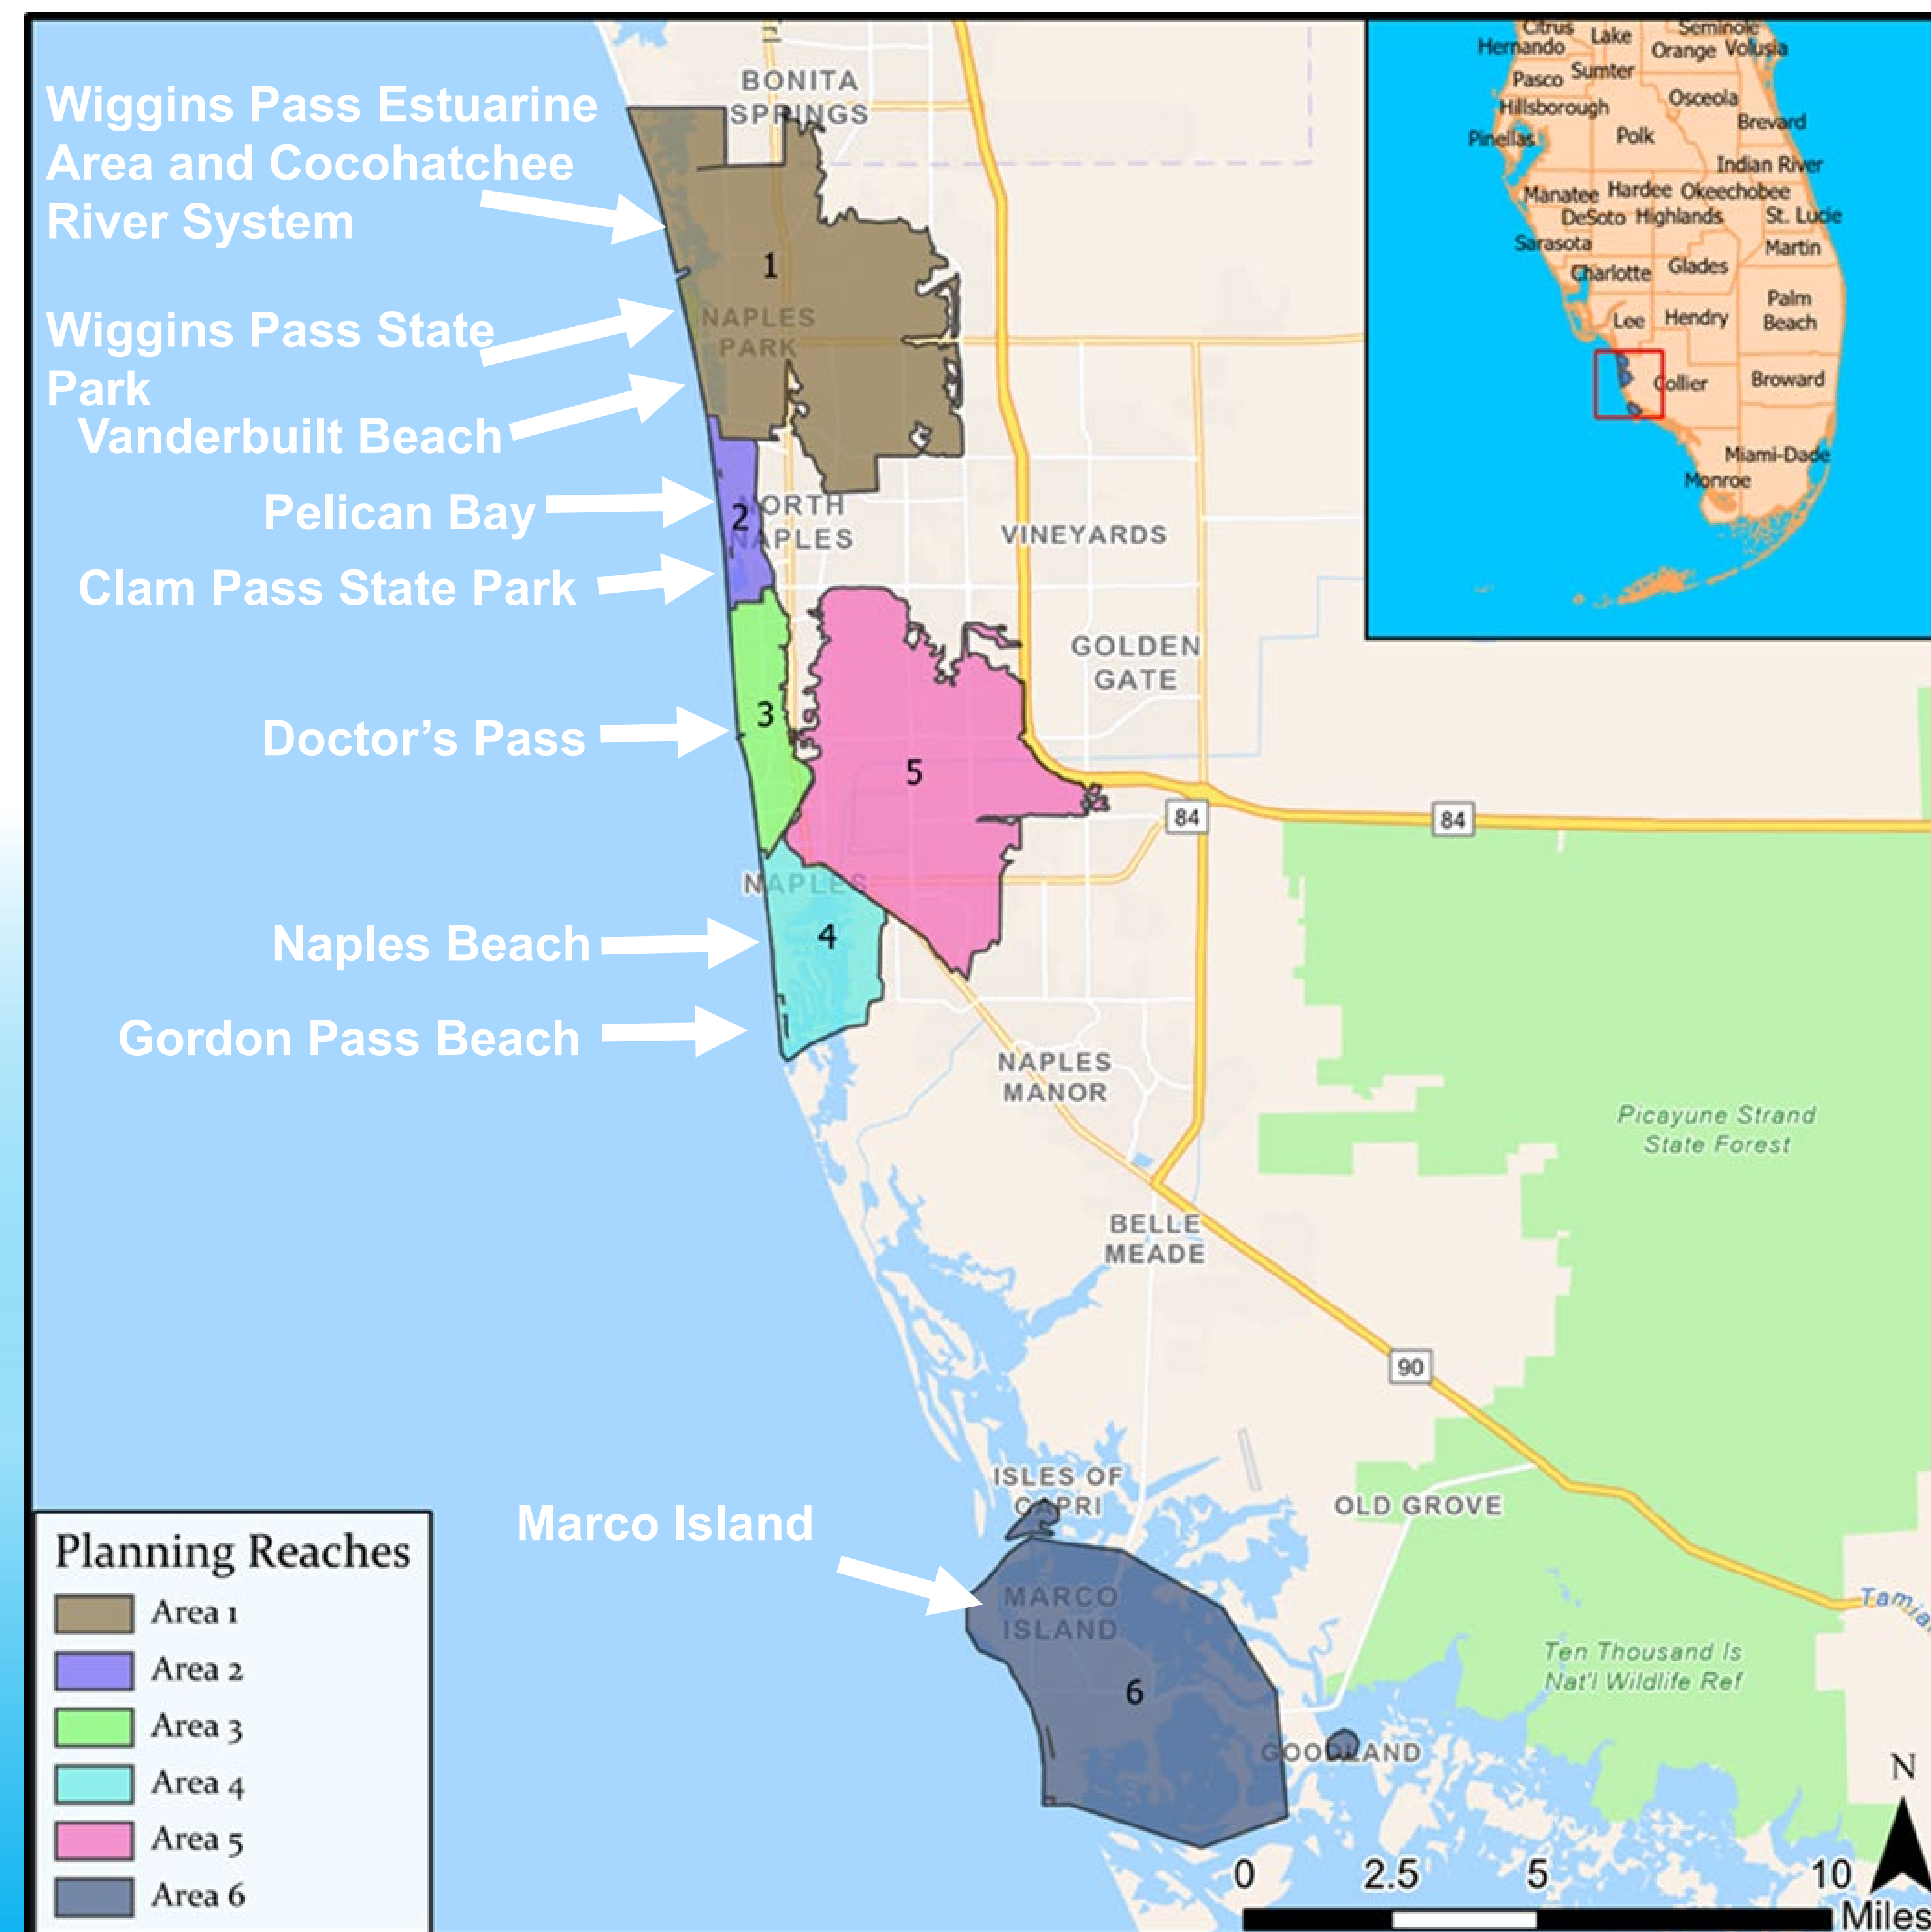 Wiggins Pass Estuarine
Area and Cocohatchee
River System
Wiggins Pass State
Park
Vanderbuilt Beach
Pelican Bay
Clam Pass State Park
Doctor’s Pass
Naples Beach
Gordon Pass Beach
Marco Island
BONITA
SPRINGS
1
NAPLES
PARK
2
NORTH
NAPLES
VINEYARDS
GOLDEN
GATE
3
5
84
84
NAPLES
4
NAPLES
MANOR
Picayune Strand
State Forest
BELLE
MEADE
90
ISLES OF
CAPRI
OLD GROVE
MARCO
ISLAND
6
Ten Thousand Is
Nat'l Wildlife Ref
GOODLAND
Citrus
Seminole
Hernando
Lake
Orange
Volusia
Pasco
Sumter
Hillsborough
Osceola
Pinellas
Polk
Brevard
Indian River
Manatee
Hardee
Okeechobee
DeSoto
Highlands
St. Lucie
Sarasota
Martin
Charlotte
Glades
Lee
Hendry
Palm
Beach
Collier
Broward
Miami-Dade
Monroe
Planning Reaches
Area 1
Area 2
Area 3
Area 4
Area 5
Area 6
N
0 2.5 5 10
Miles